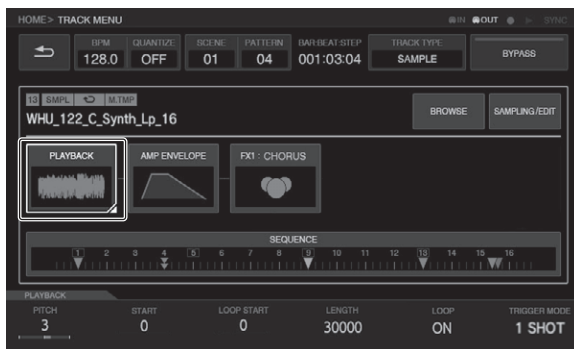 HOME> TRACK MENU
IN OUT SYNC
BPM QUANTIZE SCENE PATTERN BAR:BEAT:STEP TRACK TYPE
128.0 OFF 01 04 001:03:04 SAMPLE BYPASS
13 SMPL M.TMP
WHU_122_C_Synth_Lp_16 BROWSE SAMPLING/EDIT
PLAYBACK AMP ENVELOPE FX1 : CHORUS
SEQUENCE
1 2 3 4 5 6 7 8 9 10 11 12 13 14 15 16
PLAYBACK
PITCH START LOOP START LENGTH LOOP TRIGGER MODE
3 0 0 30000 ON 1 SHOT